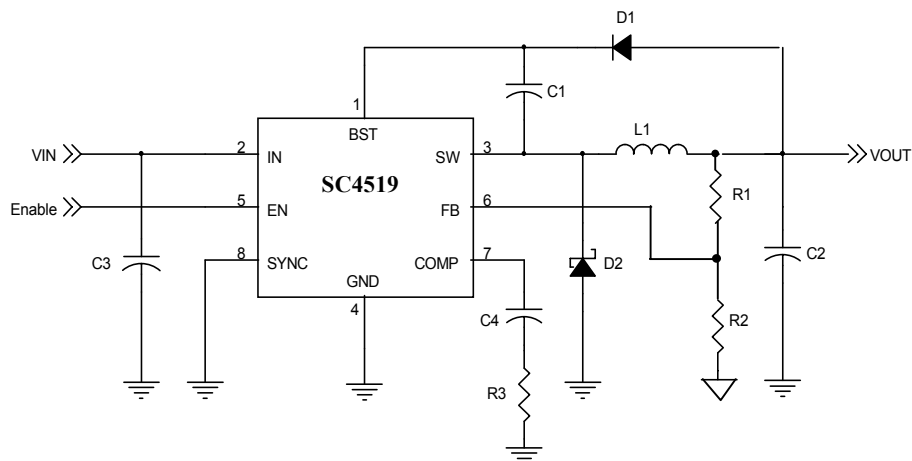 D1
C1
1
BST
L1
VIN
2
IN
SW
3
VOUT
SC4519
R1
Enable
5
EN
FB
6
C3
8
SYNC
COMP
7
D2
C2
GND
4
C4
R2
R3